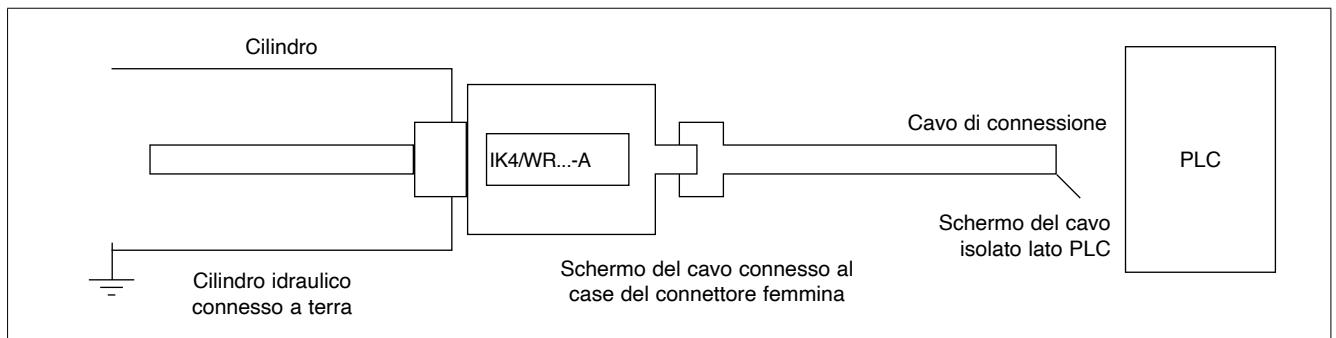 Cilindro
IK4/WR...-A
Cavo di connessione
PLC
Schermo del cavo
isolato lato PLC
Cilindro idraulico
connesso a terra
Schermo del cavo connesso al
case del connettore femmina